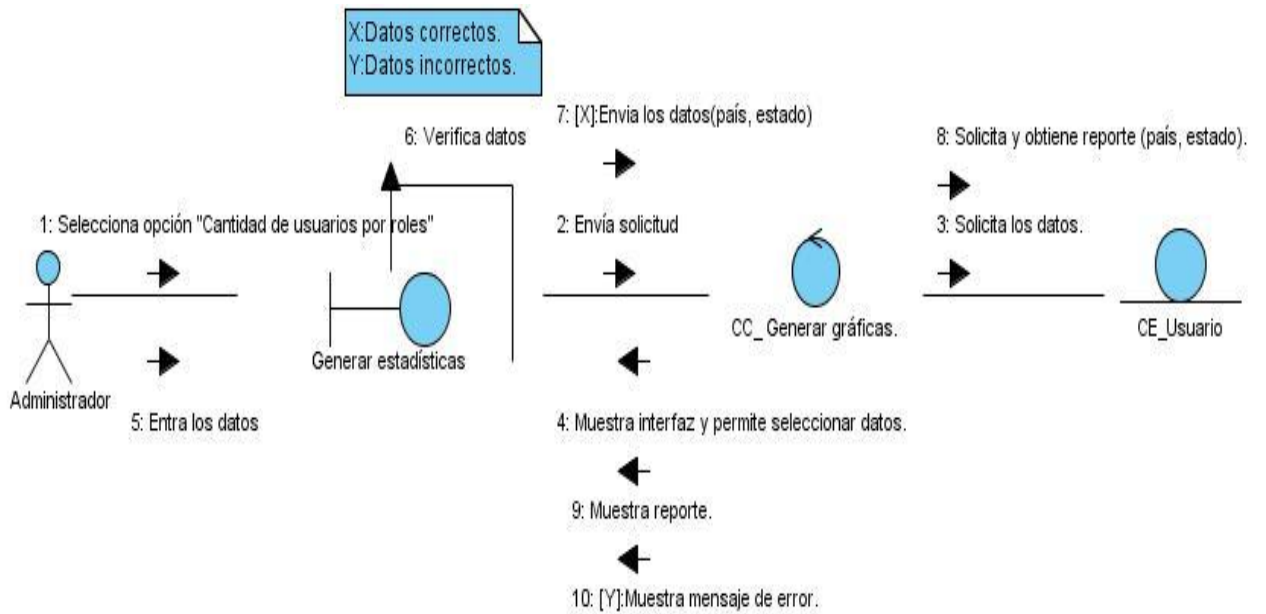 X:Datos correctos.
Y:Datos incorrectos.
7: [X]:Envia los datos(país, estado)
6: Verifica datos
8: Solicita y obtiene reporte (país, estado).
1: Selecciona opción "Cantidad de usuarios por roles"
2: Envía solicitud
3: Solicita los datos.
CC_ Generar gráficas.
CE_Usuario
Generar estadísticas
Administrador
5: Entra los datos
4: Muestra interfaz y permite seleccionar datos.
9: Muestra reporte.
10: [Y]:Muestra mensaje de error.